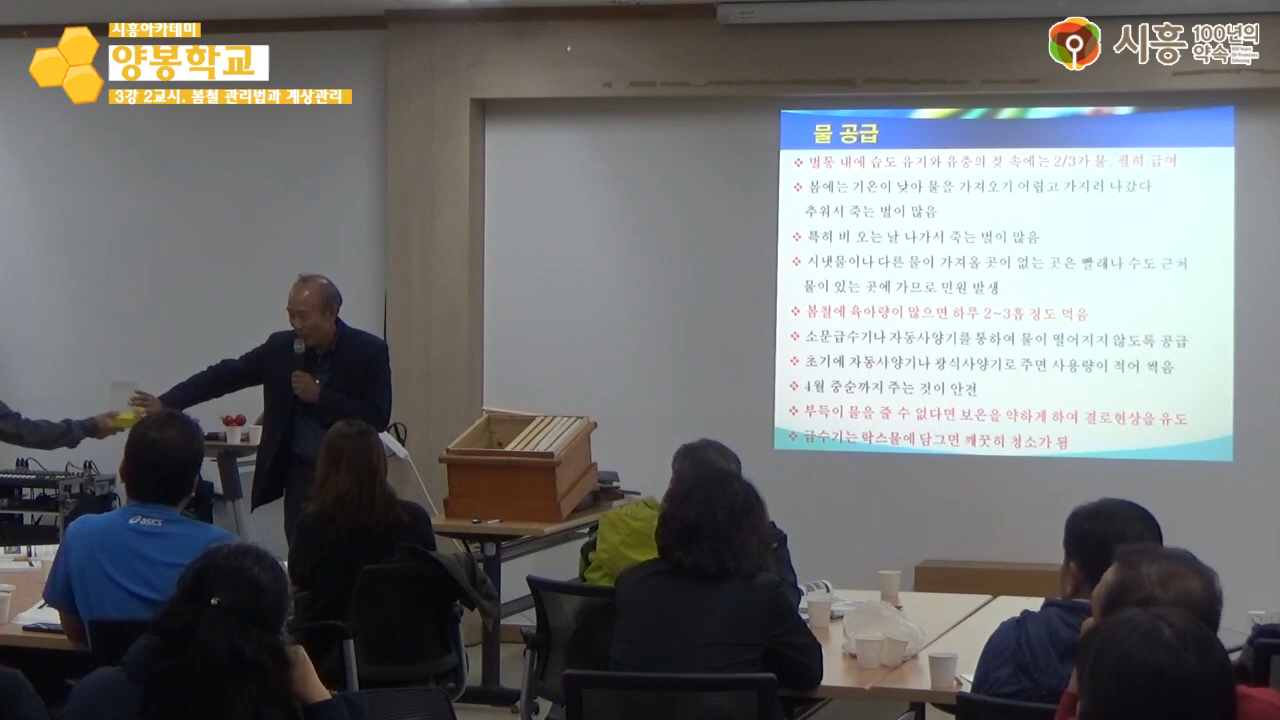 시흥아카데미
양봉학교
3강 2교시. 봄철 관리법과 계상관리
시흥 100년의
약속
물 공급
❖ 벌통 내에 습도 유지와 유충의 젖 속에는 2/3가 물, 필히 급여
❖ 봄에는 기온이 낮아 물을 가져오기 어렵고 가지러 나갔다
추워서 죽는 벌이 많음
❖ 특히 비 오는 날 나가서 죽는 벌이 많음
❖ 시냇물이나 다른 물이 가져올 곳이 없는 곳은 빨래나 수도 근처
물이 있는 곳에 가므로 민원 발생
❖ 봄철에 육아량이 많으면 하루 2~3홉 정도 먹음
❖ 소문급수기나 자동사양기를 통하여 물이 떨어지지 않도록 공급
❖ 초기에 자동사양기나 광식사양기로 주면 사용량이 적어 썩음
❖ 4월 중순까지 주는 것이 안전
❖ 부득이 물을 줄 수 없다면 보온을 약하게 하여 결로현상을 유도
❖ 급수기는 락스물에 담그면 깨끗히 청소가 됨
asics